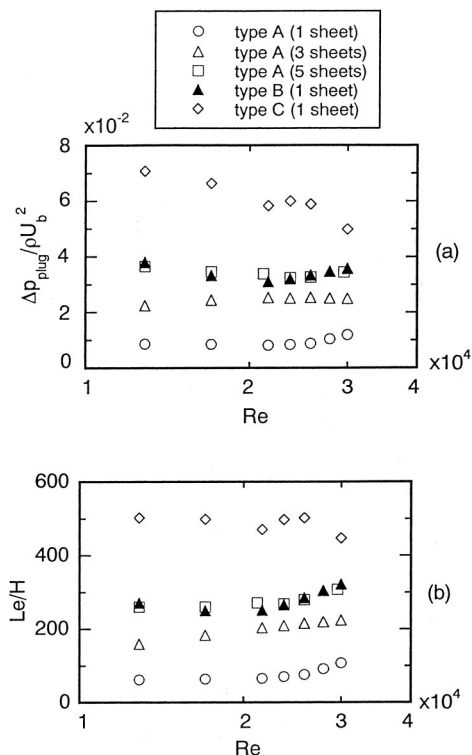 type A (1 sheet)
type A (3 sheets)
type A (5 sheets)
type B (1 sheet)
type C (1 sheet)
x10⁻²
8
6
4
2
0
Δp_plug/ρU_b²
(a)
1
2
3
4
x10⁴
Re
600
400
200
0
Le/H
(b)
1
2
3
4
x10⁴
Re